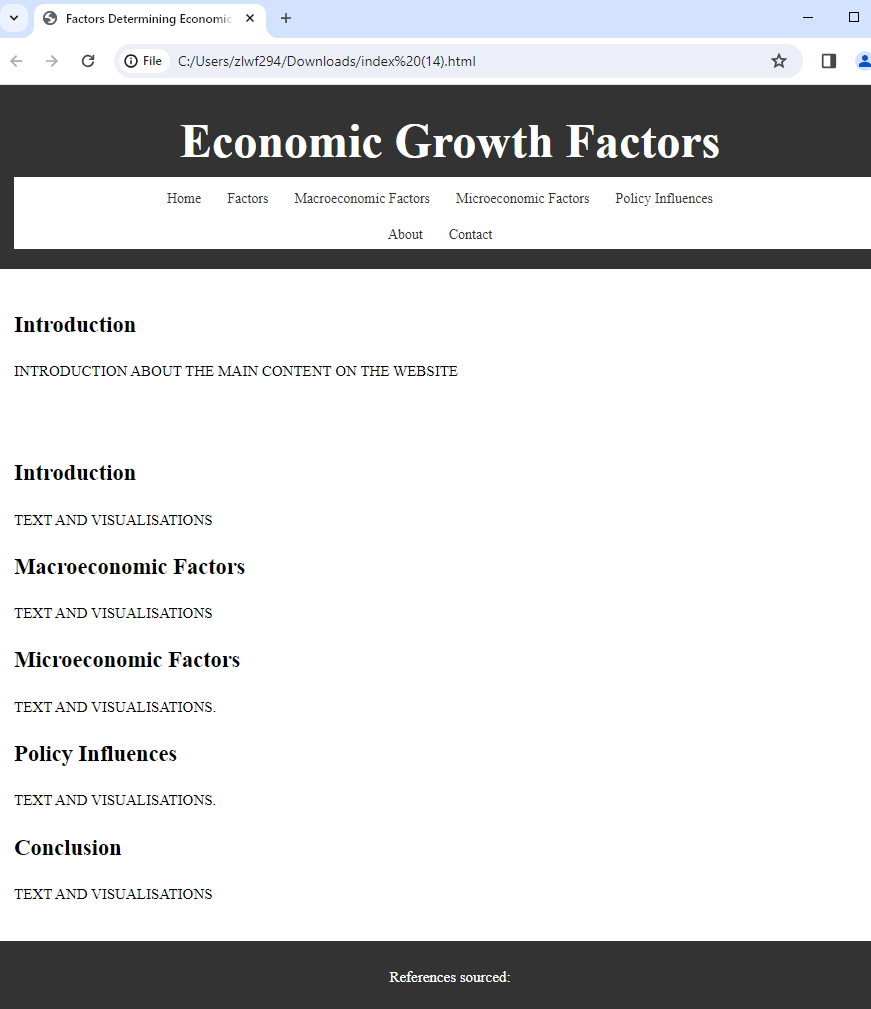 Factors Determining Economic
File C:/Users/zlwf294/Downloads/index%20(14).html
Economic Growth Factors
Home Factors Macroeconomic Factors Microeconomic Factors Policy Influences
About Contact
Introduction
INTRODUCTION ABOUT THE MAIN CONTENT ON THE WEBSITE
Introduction
TEXT AND VISUALISATIONS
Macroeconomic Factors
TEXT AND VISUALISATIONS
Microeconomic Factors
TEXT AND VISUALISATIONS.
Policy Influences
TEXT AND VISUALISATIONS.
Conclusion
TEXT AND VISUALISATIONS
References sourced: